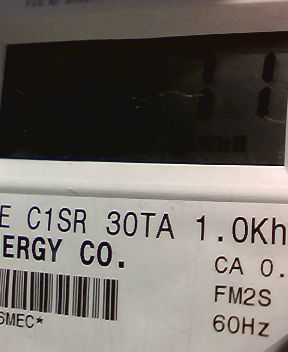 E C1SR 30TA 1.0Kh
ERGY CO.
CA 0.
FM2S
60Hz
6MEC*